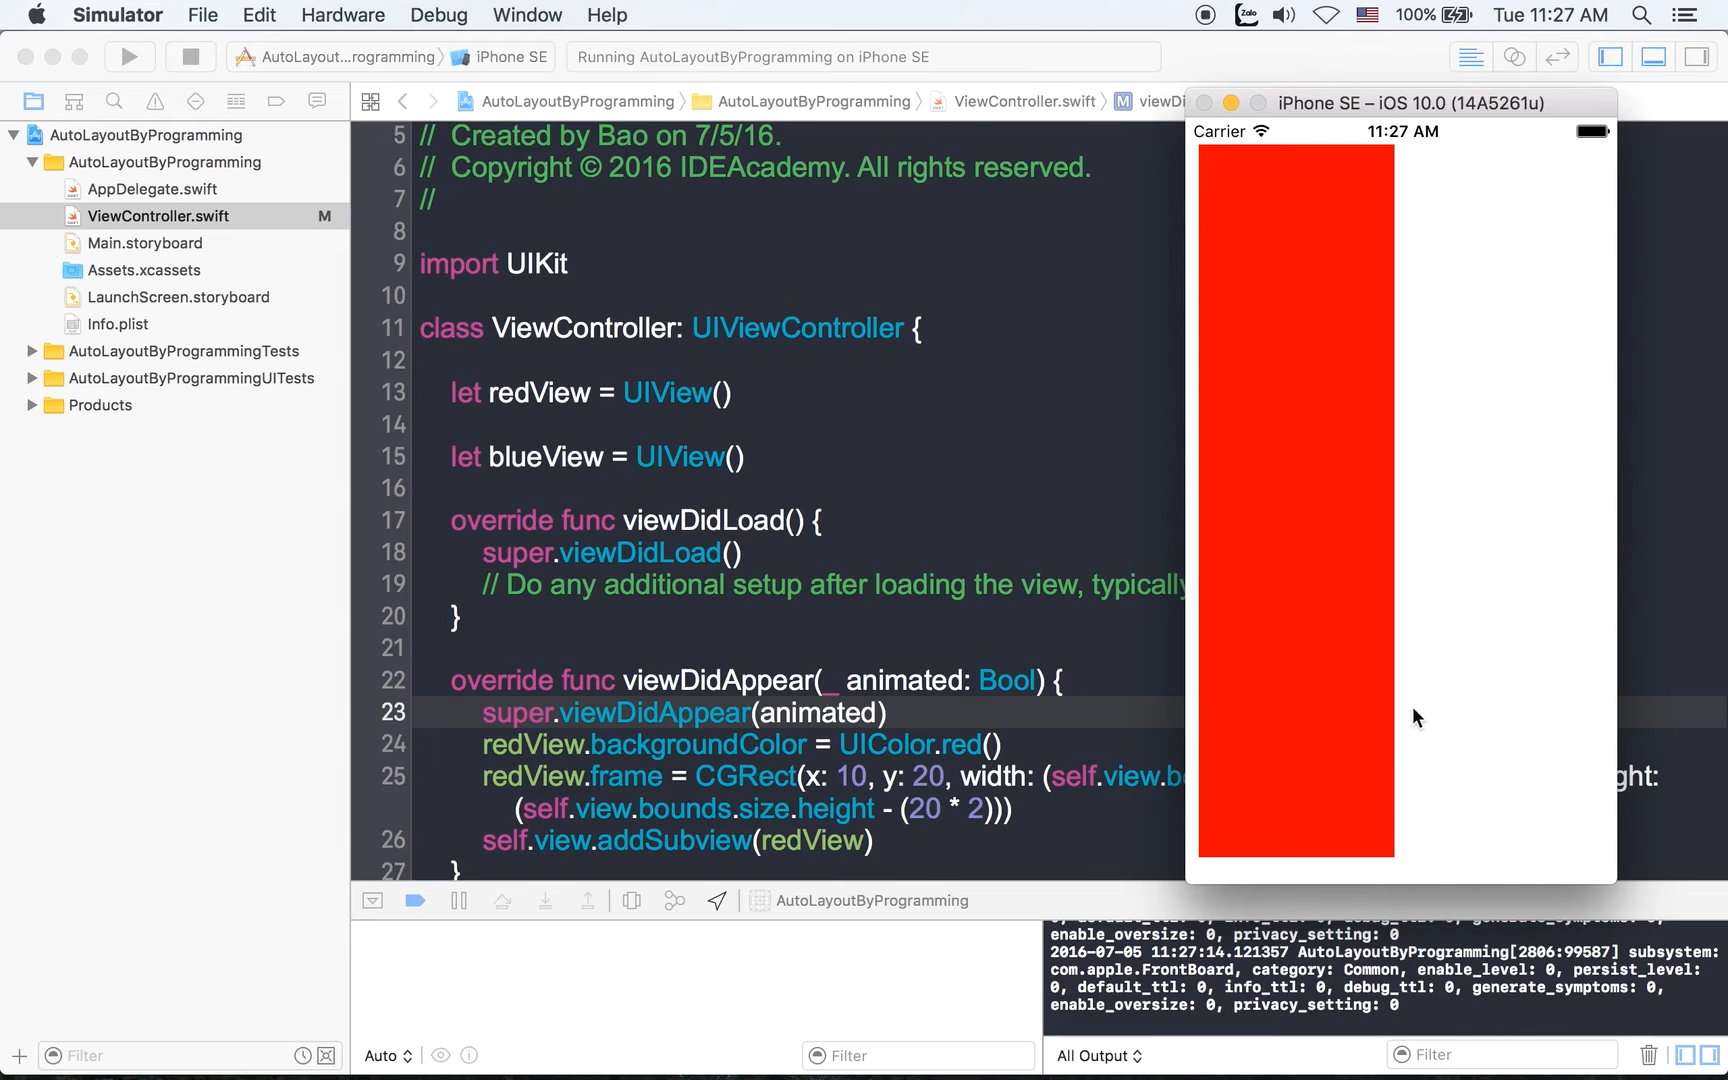 Simulator File Edit Hardware Debug Window Help Zalo 100% Tue 11:27 AM
AutoLayout...rogramming iPhone SE Running AutoLayoutByProgramming on iPhone SE
AutoLayoutByProgramming AutoLayoutByProgramming ViewController.swift M viewDi
iPhone SE – iOS 10.0 (14A5261u)
Carrier 11:27 AM
AutoLayoutByProgramming
AutoLayoutByProgramming
AppDelegate.swift
ViewController.swift M
Main.storyboard
Assets.xcassets
LaunchScreen.storyboard
Info.plist
AutoLayoutByProgrammingTests
AutoLayoutByProgrammingUITests
Products
5 // Created by Bao on 7/5/16.
6 // Copyright © 2016 IDEAcademy. All rights reserved.
7 //
8
9 import UIKit
10
11 class ViewController: UIViewController {
12
13 let redView = UIView()
14
15 let blueView = UIView()
16
17 override func viewDidLoad() {
18 super.viewDidLoad()
19 // Do any additional setup after loading the view, typically
20 }
21
22 override func viewDidAppear(_ animated: Bool) {
23 super.viewDidAppear(animated)
24 redView.backgroundColor = UIColor.red()
25 redView.frame = CGRect(x: 10, y: 20, width: (self.view.b ght:
(self.view.bounds.size.height - (20 * 2)))
26 self.view.addSubview(redView)
27 }
AutoLayoutByProgramming
enable_oversize: 0, privacy_setting: 0
2016-07-05 11:27:14.121357 AutoLayoutByProgramming[2806:99587] subsystem:
com.apple.FrontBoard, category: Common, enable_level: 0, persist_level:
0, default_ttl: 0, info_ttl: 0, debug_ttl: 0, generate_symptoms: 0,
enable_oversize: 0, privacy_setting: 0
Filter Auto Filter All Output Filter